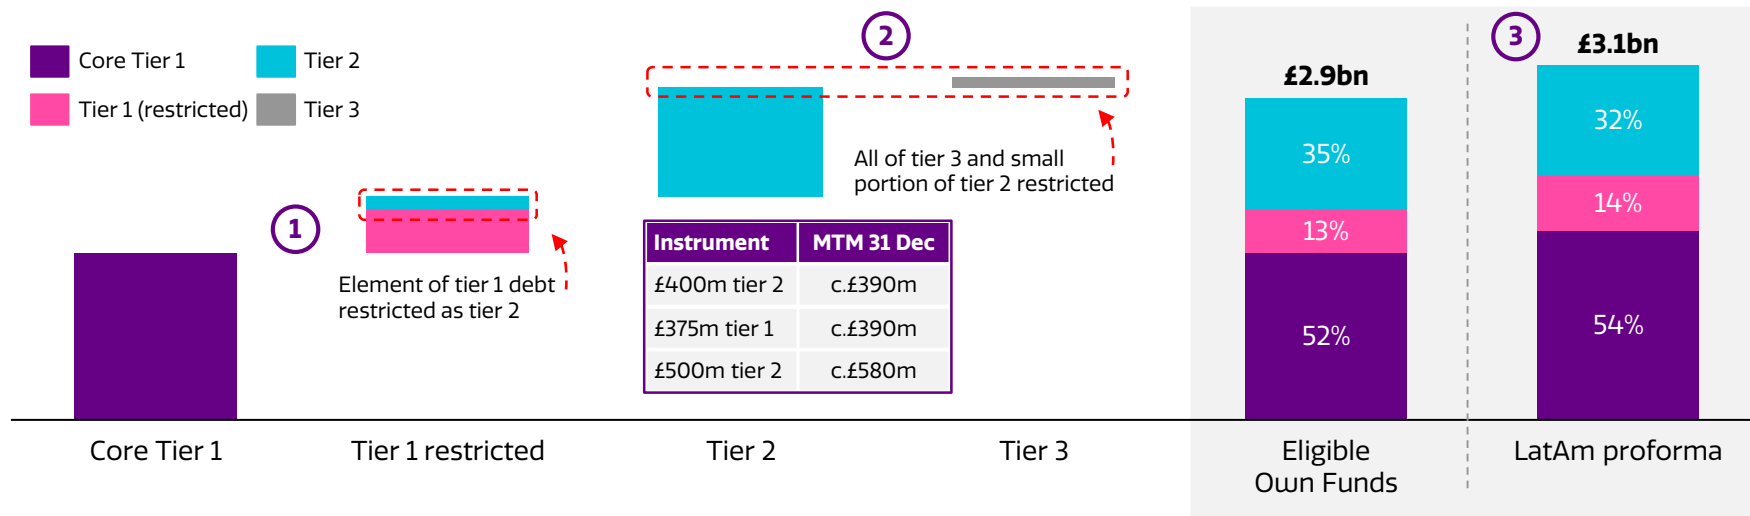 Core Tier 1
Tier 2
Tier 1 (restricted)
Tier 3
1
Element of tier 1 debt
restricted as tier 2
2
All of tier 3 and small
portion of tier 2 restricted
Instrument MTM 31 Dec
£400m tier 2 c.£390m
£375m tier 1 c.£390m
£500m tier 2 c.£580m
£2.9bn
35%
13%
52%
3
£3.1bn
32%
14%
54%
Core Tier 1
Tier 1 restricted
Tier 2
Tier 3
Eligible
Own Funds
LatAm proforma